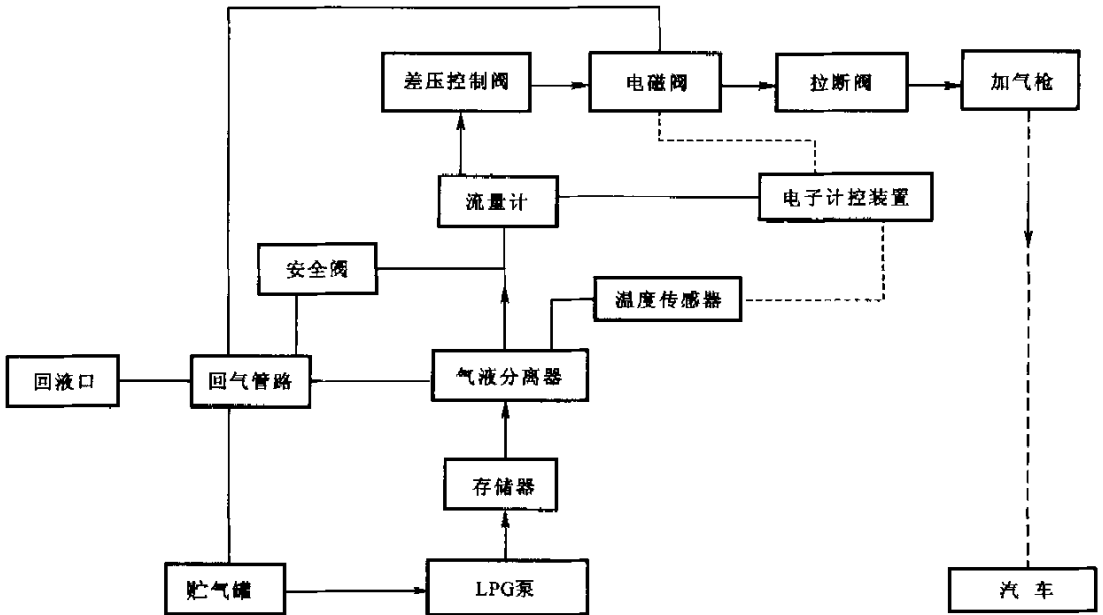 差压控制阀
电磁阀
拉断阀
加气枪
流量计
电子计控装置
安全阀
温度传感器
回液口
回气管路
气液分离器
存储器
贮气罐
LPG泵
汽车